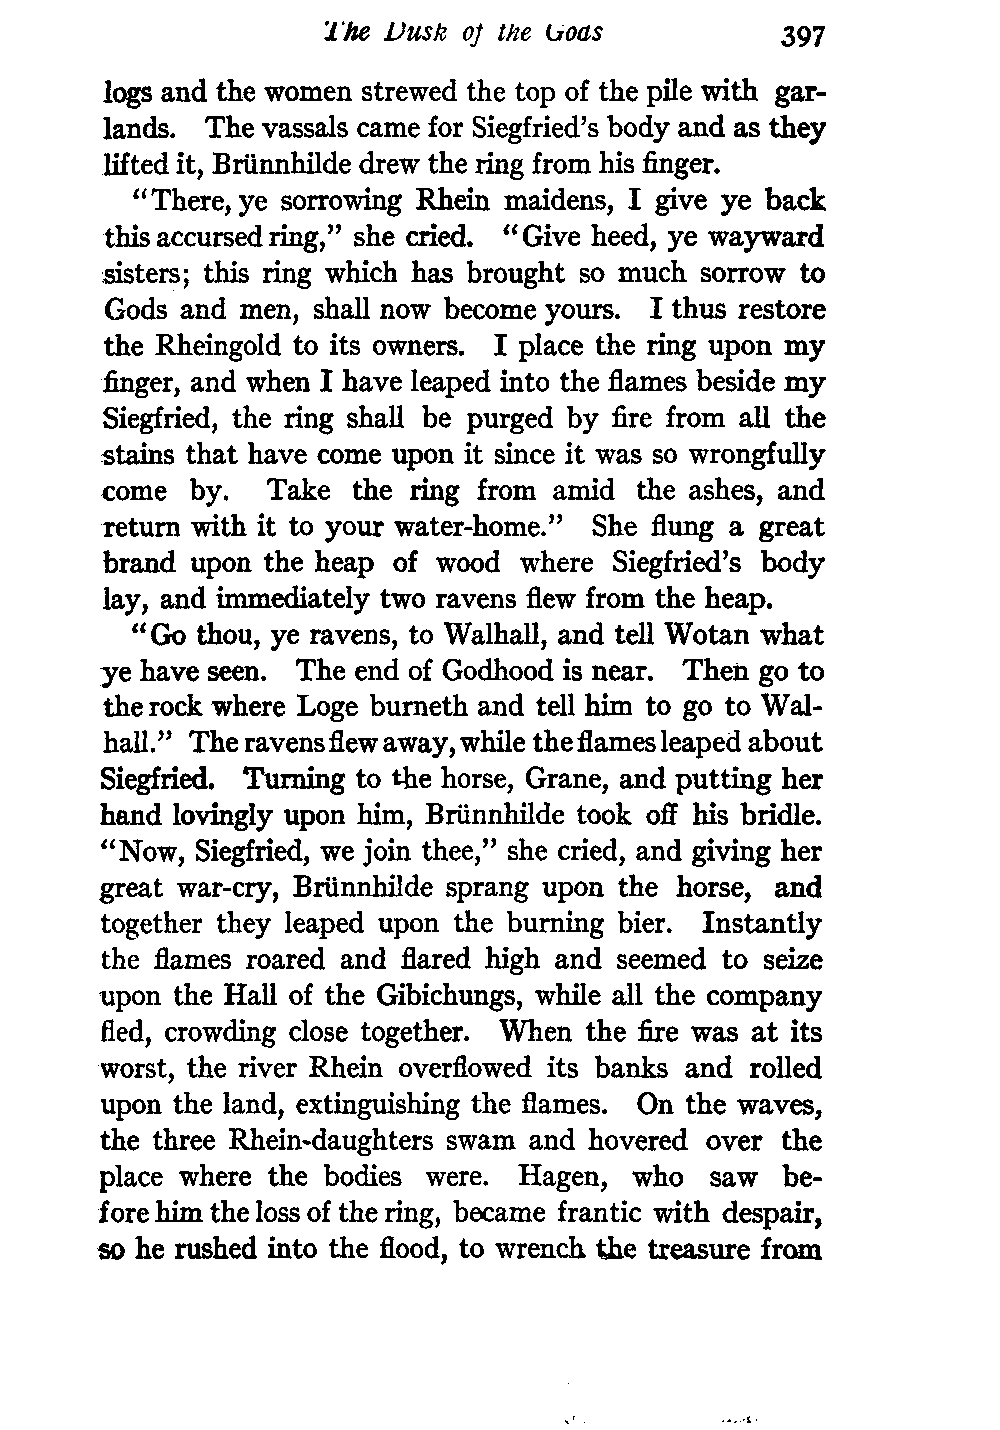 The Dusk of the Gods 397
logs and the women strewed the top of the pile with gar-
lands. The vassals came for Siegfried's body and as they
lifted it, Brünnhilde drew the ring from his finger.
"There, ye sorrowing Rhein maidens, I give ye back
this accursed ring," she cried. "Give heed, ye wayward
sisters; this ring which has brought so much sorrow to
Gods and men, shall now become yours. I thus restore
the Rheingold to its owners. I place the ring upon my
finger, and when I have leaped into the flames beside my
Siegfried, the ring shall be purged by fire from all the
stains that have come upon it since it was so wrongfully
come by. Take the ring from amid the ashes, and
return with it to your water-home." She flung a great
brand upon the heap of wood where Siegfried's body
lay, and immediately two ravens flew from the heap.
"Go thou, ye ravens, to Walhall, and tell Wotan what
ye have seen. The end of Godhood is near. Then go to
the rock where Loge burneth and tell him to go to Wal-
hall." The ravens flew away, while the flames leaped about
Siegfried. Turning to the horse, Grane, and putting her
hand lovingly upon him, Brünnhilde took off his bridle.
"Now, Siegfried, we join thee," she cried, and giving her
great war-cry, Brünnhilde sprang upon the horse, and
together they leaped upon the burning bier. Instantly
the flames roared and flared high and seemed to seize
upon the Hall of the Gibichungs, while all the company
fled, crowding close together. When the fire was at its
worst, the river Rhein overflowed its banks and rolled
upon the land, extinguishing the flames. On the waves,
the three Rhein-daughters swam and hovered over the
place where the bodies were. Hagen, who saw be-
fore him the loss of the ring, became frantic with despair,
so he rushed into the flood, to wrench the treasure from